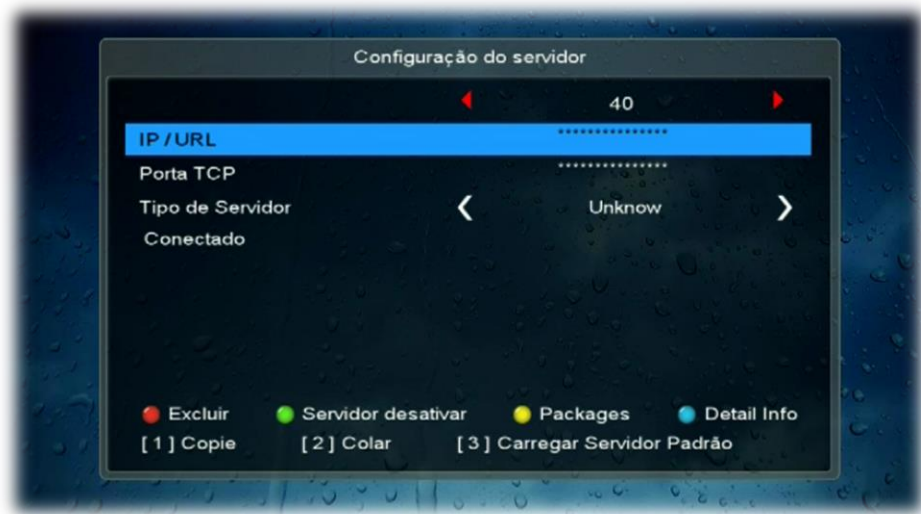 Configuração do servidor
40
IP / URL ***************
Porta TCP ***************
Tipo de Servidor Unknow
Conectado
Excluir Servidor desativar Packages Detail Info
[ 1 ] Copie [ 2 ] Colar [ 3 ] Carregar Servidor Padrão